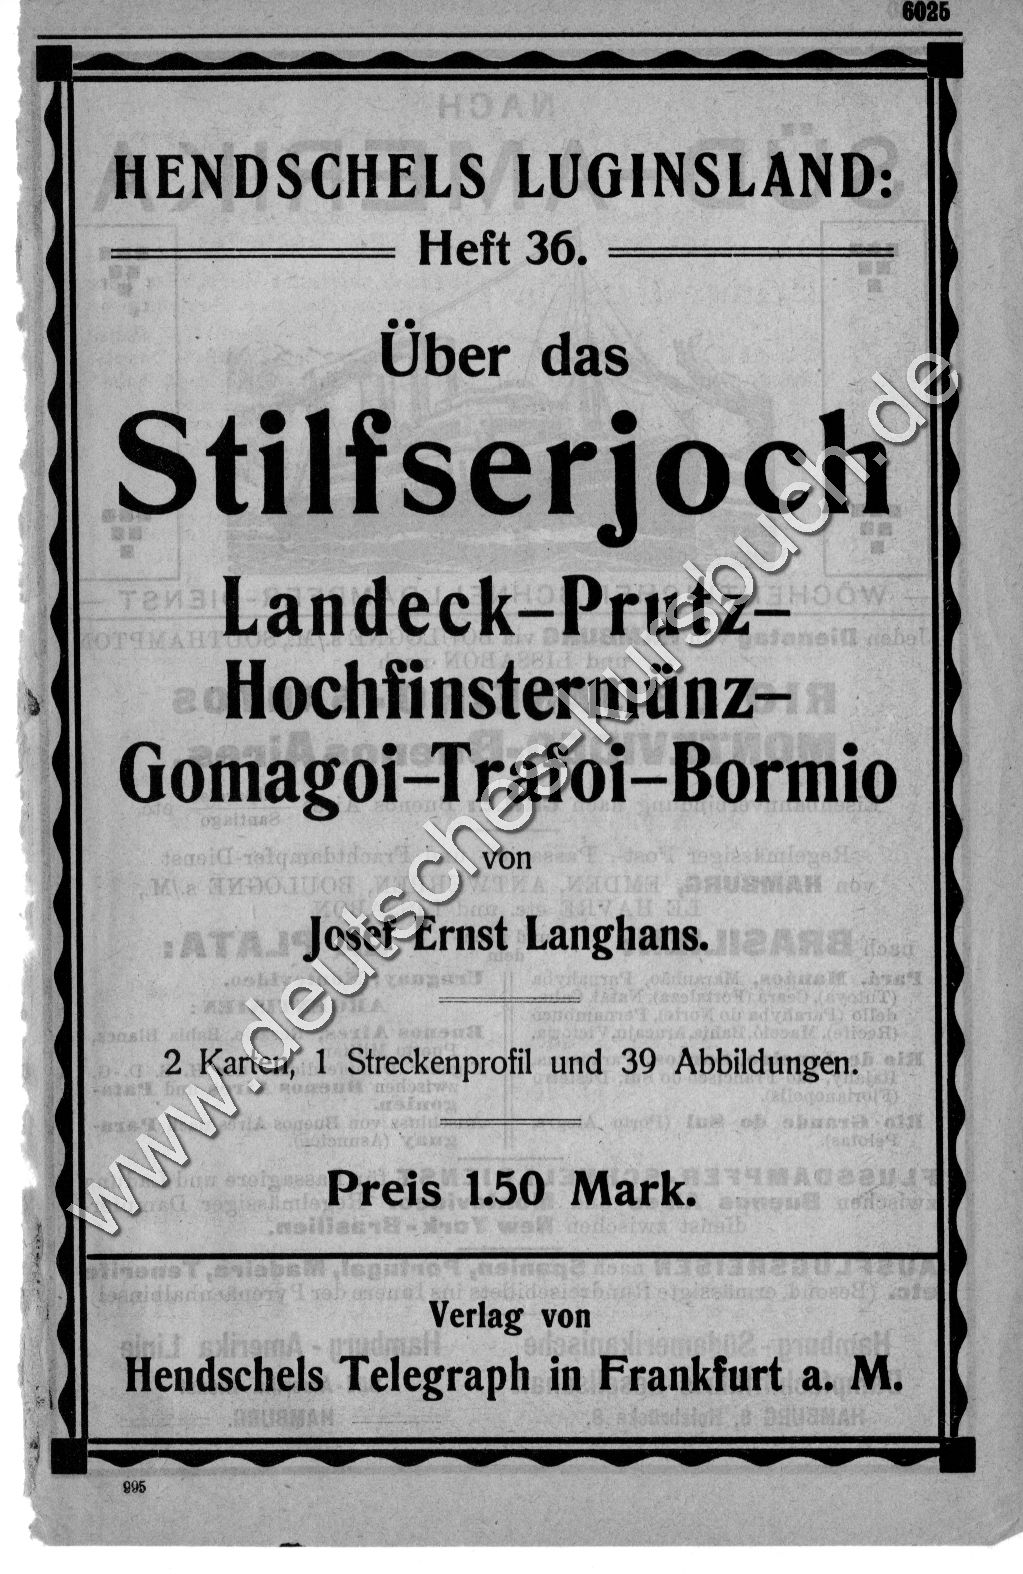 6025
HENDSCHELS LUGINSLAND:
Heft 36.
Über das
Stilfserjoch
Landeck–Prutz–
Hochfinstermünz–
Gomagoi–Trafoi–Bormio
von
Josef Ernst Langhans.
2 Karten, 1 Streckenprofil und 39 Abbildungen.
Preis 1.50 Mark.
Verlag von
Hendschels Telegraph in Frankfurt a. M.
995
www.deutsches-kursbuch.de